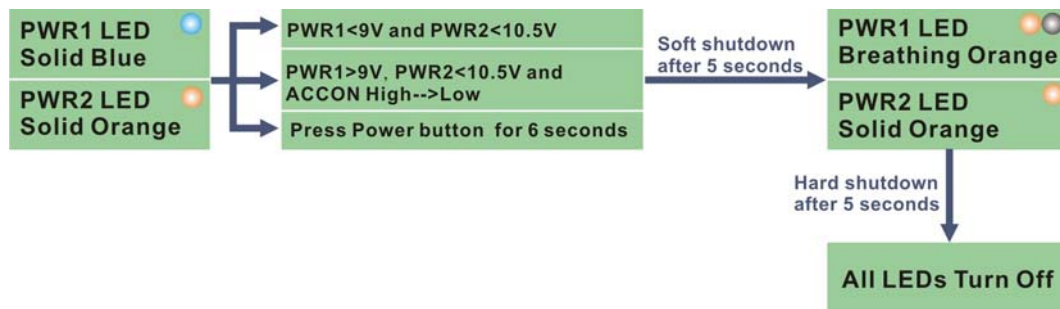 PWR1 LED
Solid Blue
PWR2 LED
Solid Orange
PWR1<9V and PWR2<10.5V
PWR1>9V, PWR2<10.5V and
ACCON High-->Low
Press Power button for 6 seconds
Soft shutdown
after 5 seconds
PWR1 LED
Breathing Orange
PWR2 LED
Solid Orange
Hard shutdown
after 5 seconds
All LEDs Turn Off